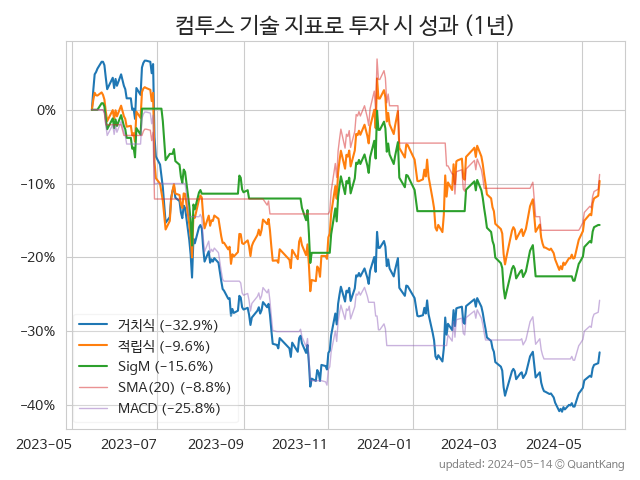 컴투스 기술 지표로 투자 시 성과 (1년)
0%
−10%
−20%
−30%
−40%
거치식 (−32.9%)
적립식 (−9.6%)
SigM (−15.6%)
SMA(20) (−8.8%)
MACD (−25.8%)
2023-05 2023-07 2023-09 2023-11 2024-01 2024-03 2024-05
updated: 2024-05-14 © QuantKang